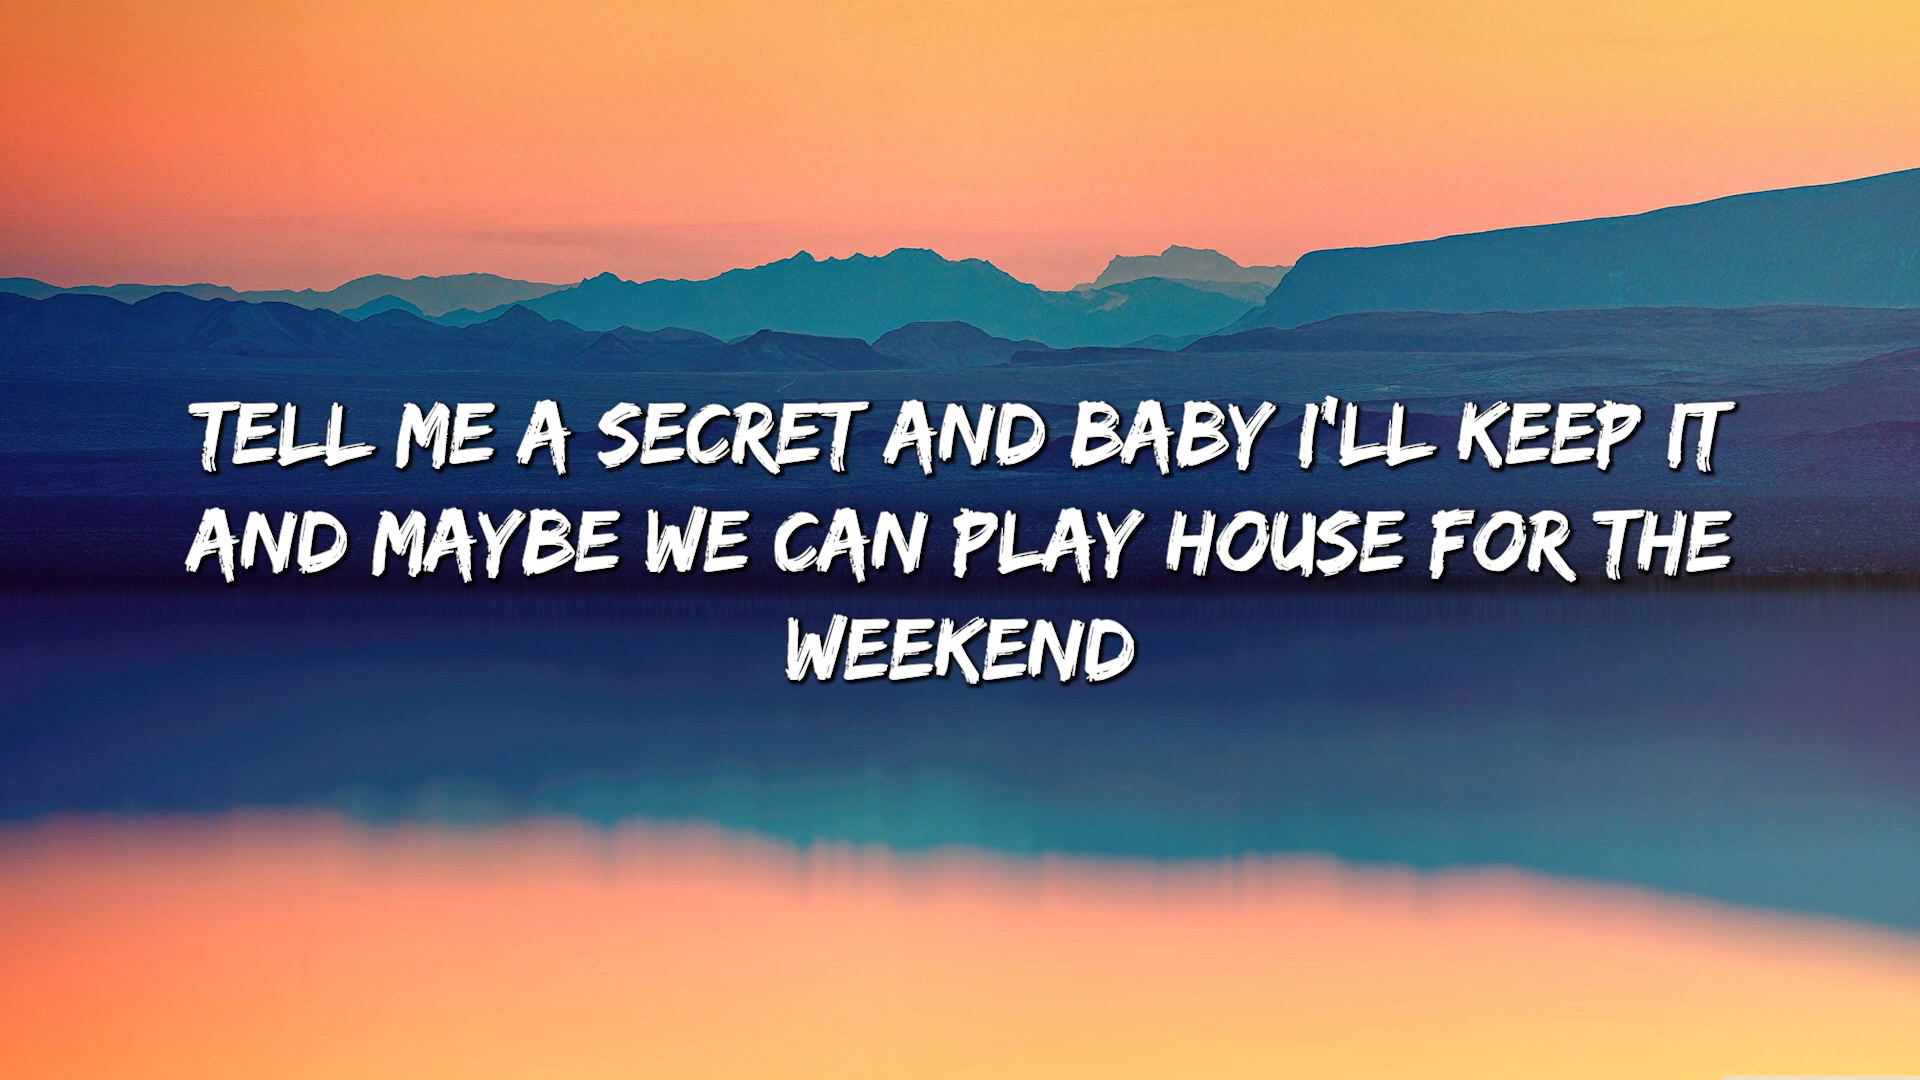 TELL ME A SECRET AND BABY I'LL KEEP IT
AND MAYBE WE CAN PLAY HOUSE FOR THE
WEEKEND